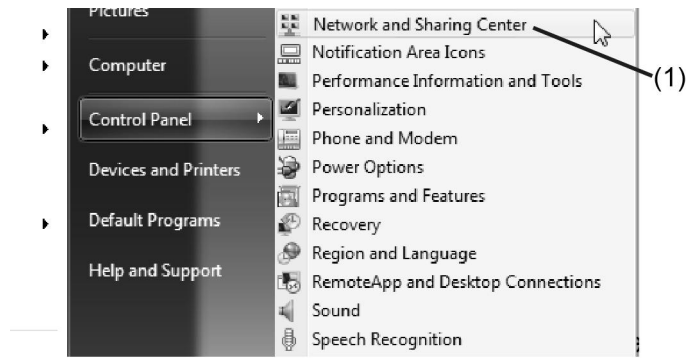 Pictures
Computer
Control Panel
Devices and Printers
Default Programs
Help and Support
Network and Sharing Center
Notification Area Icons
Performance Information and Tools
Personalization
Phone and Modem
Power Options
Programs and Features
Recovery
Region and Language
RemoteApp and Desktop Connections
Sound
Speech Recognition
(1)